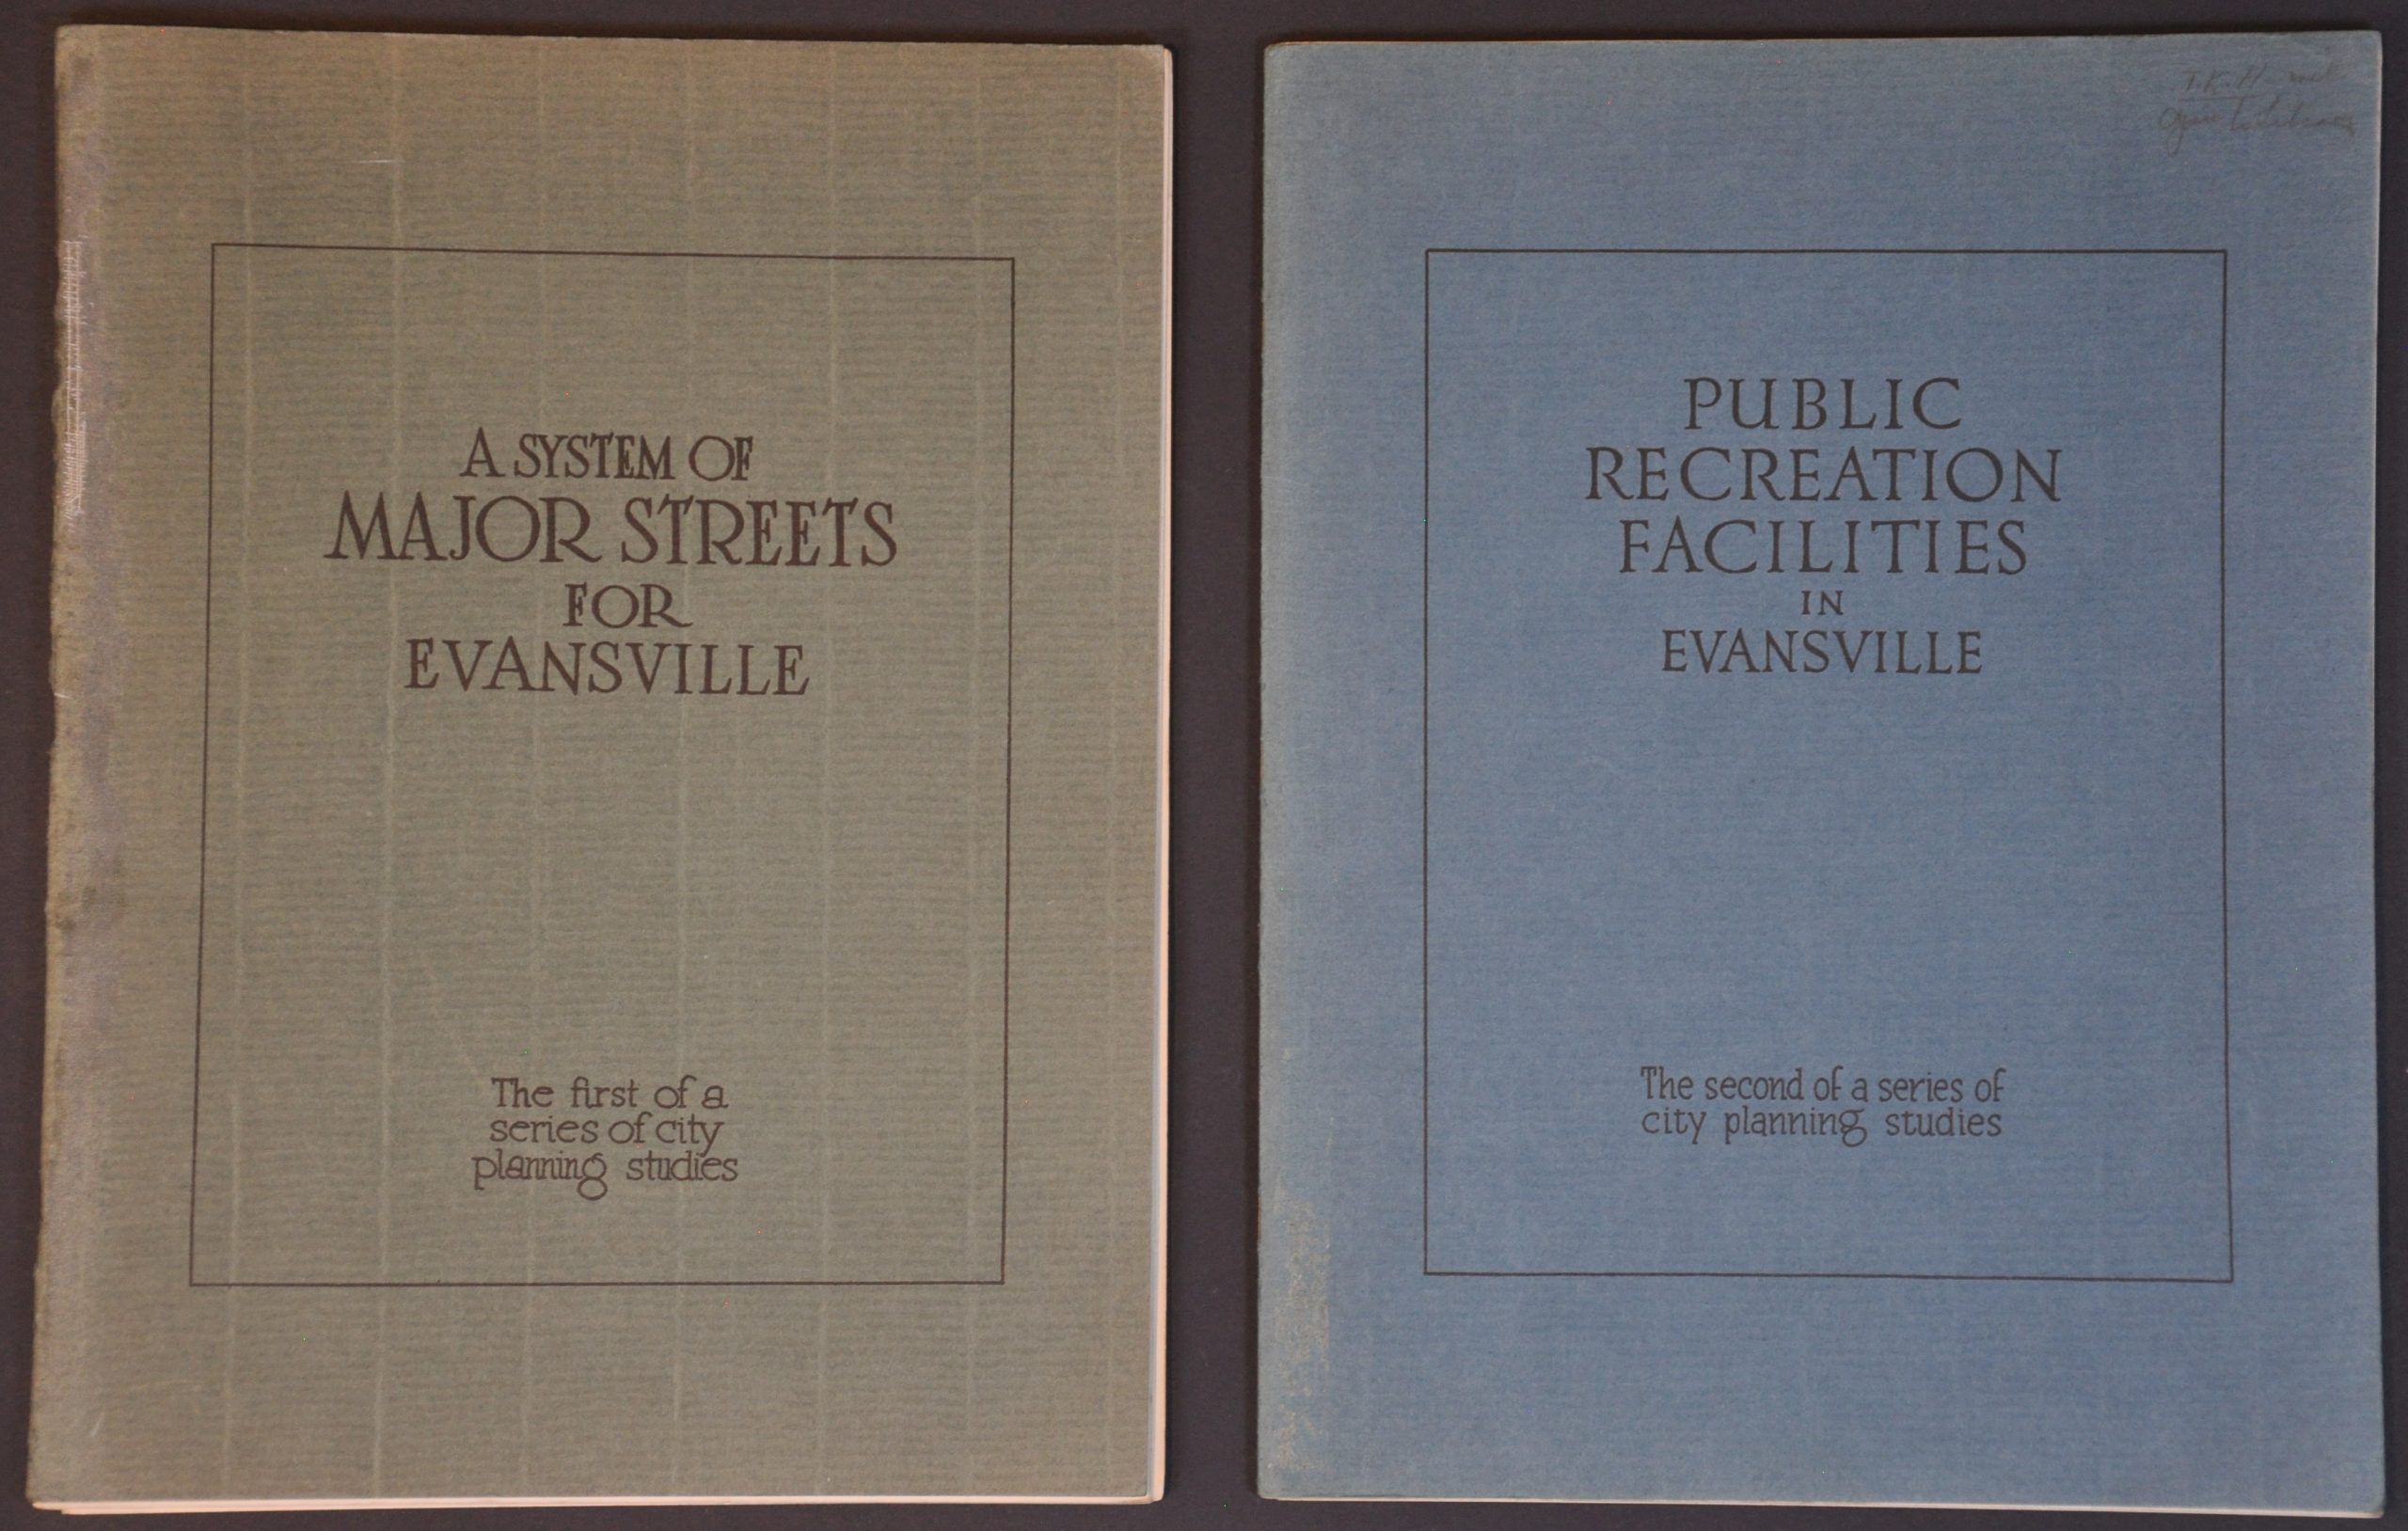 A SYSTEM OF
MAJOR STREETS
FOR
EVANSVILLE
The first of a
series of city
planning studies
PUBLIC
RECREATION
FACILITIES
IN
EVANSVILLE
The second of a series of
city planning studies